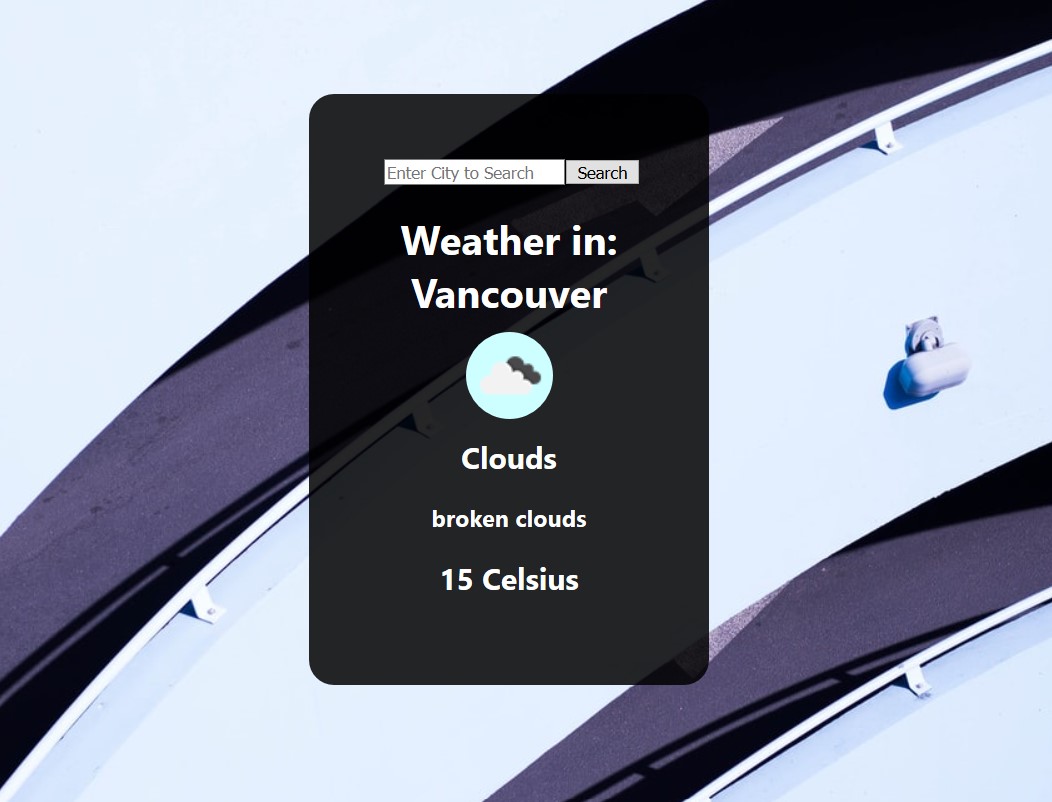 Enter City to Search Search
Weather in:
Vancouver
Clouds
broken clouds
15 Celsius